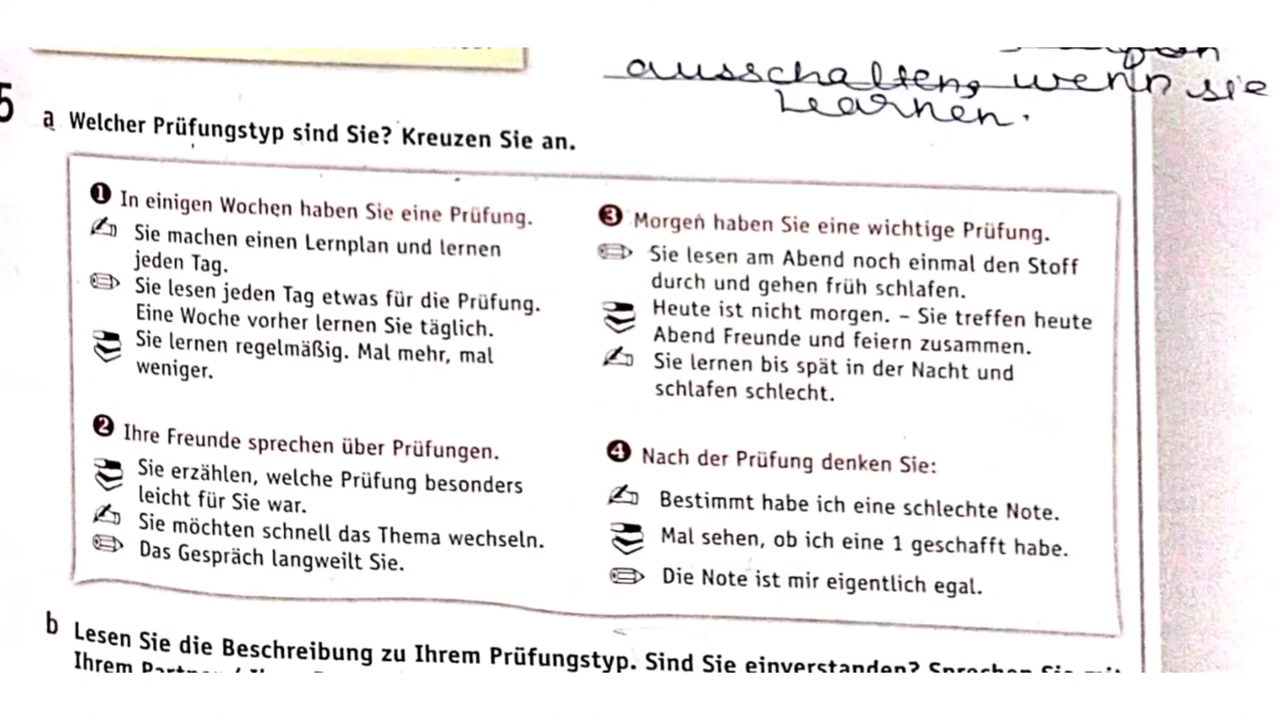 ausschalten, wenn sie
Learnen.
5
a Welcher Prüfungstyp sind Sie? Kreuzen Sie an.
1 In einigen Wochen haben Sie eine Prüfung.
Sie machen einen Lernplan und lernen
jeden Tag.
Sie lesen jeden Tag etwas für die Prüfung.
Eine Woche vorher lernen Sie täglich.
Sie lernen regelmäßig. Mal mehr, mal
weniger.
2 Ihre Freunde sprechen über Prüfungen.
Sie erzählen, welche Prüfung besonders
leicht für Sie war.
Sie möchten schnell das Thema wechseln.
Das Gespräch langweilt Sie.
3 Morgen haben Sie eine wichtige Prüfung.
Sie lesen am Abend noch einmal den Stoff
durch und gehen früh schlafen.
Heute ist nicht morgen. – Sie treffen heute
Abend Freunde und feiern zusammen.
Sie lernen bis spät in der Nacht und
schlafen schlecht.
4 Nach der Prüfung denken Sie:
Bestimmt habe ich eine schlechte Note.
Mal sehen, ob ich eine 1 geschafft habe.
Die Note ist mir eigentlich egal.
b Lesen Sie die Beschreibung zu Ihrem Prüfungstyp. Sind Sie einverstanden? Sprechen Sie mit
Ihrem